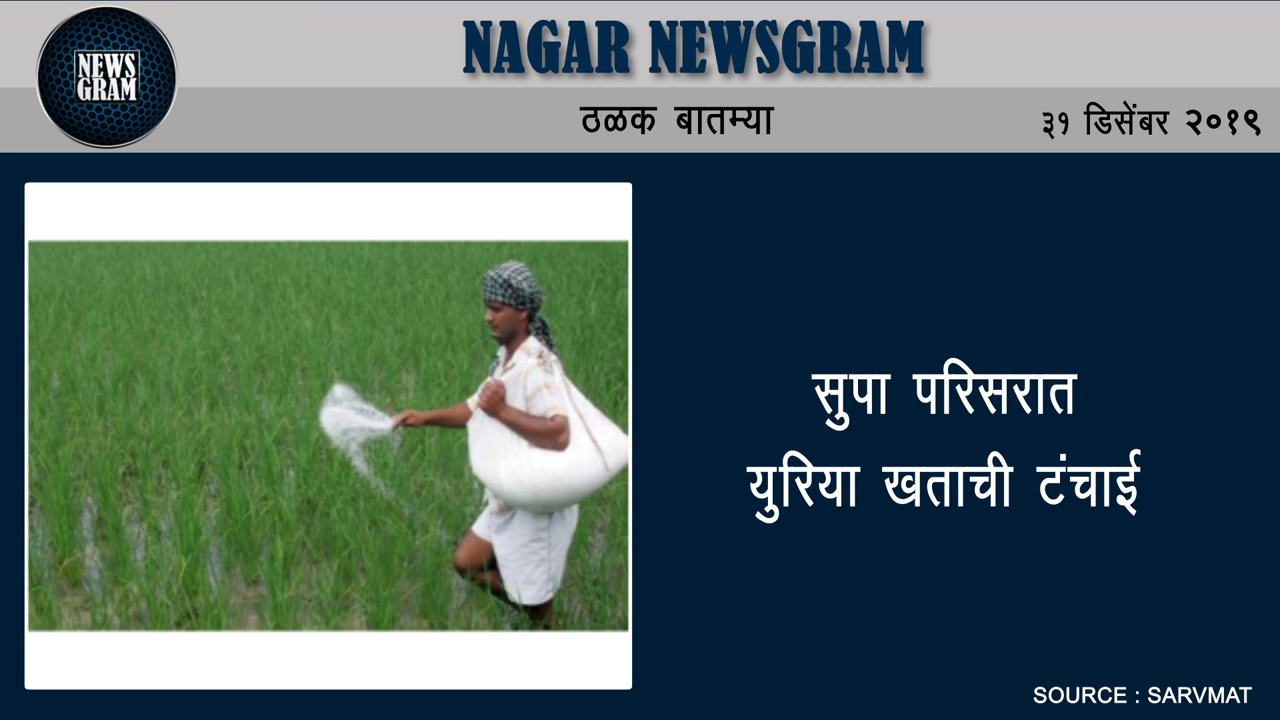 NEWS
GRAM
NAGAR NEWSGRAM
ठळक बातम्या
३१ डिसेंबर २०१९
सुपा परिसरात
युरिया खताची टंचाई
SOURCE : SARVMAT